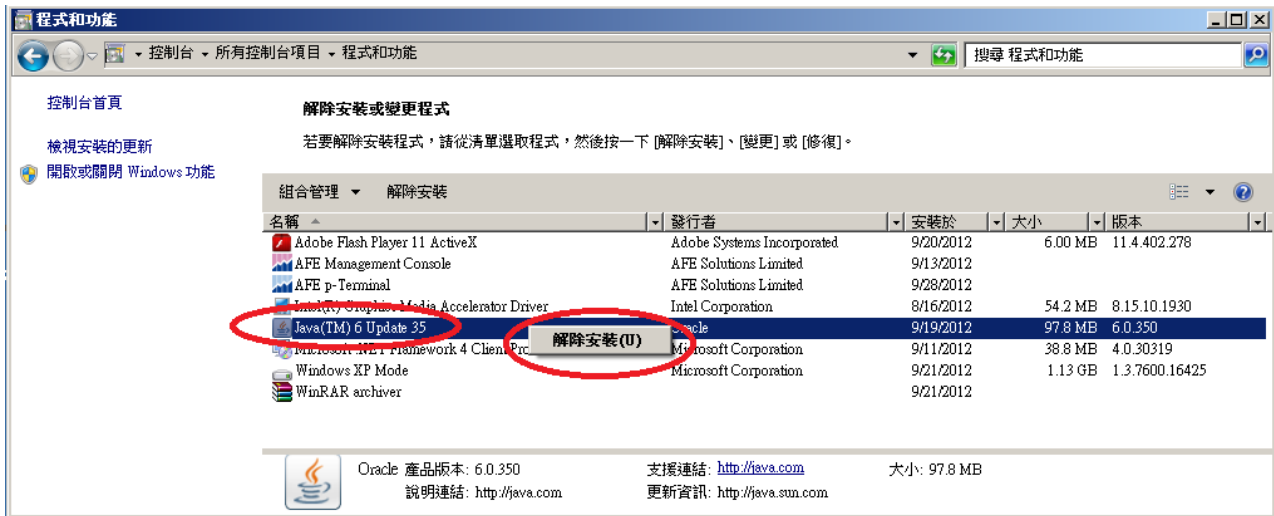 程式和功能
控制台 所有控制台項目 程式和功能
搜尋 程式和功能
控制台首頁
檢視安裝的更新
開啟或關閉 Windows 功能
解除安裝或變更程式
若要解除安裝程式，請從清單選取程式，然後按一下 [解除安裝]、[變更] 或 [修復]。
組合管理 解除安裝
名稱 發行者 安裝於 大小 版本
Adobe Flash Player 11 ActiveX Adobe Systems Incorporated 9/20/2012 6.00 MB 11.4.402.278
AFE Management Console AFE Solutions Limited 9/13/2012
AFE p-Terminal AFE Solutions Limited 9/28/2012
Intel(R) Graphics Media Accelerator Driver Intel Corporation 8/16/2012 54.2 MB 8.15.10.1930
Java(TM) 6 Update 35 Oracle 9/19/2012 97.8 MB 6.0.350
解除安裝(U)
Microsoft .NET Framework 4 Client Pro Microsoft Corporation 9/11/2012 38.8 MB 4.0.30319
Windows XP Mode Microsoft Corporation 9/21/2012 1.13 GB 1.3.7600.16425
WinRAR archiver 9/21/2012
Oracle 產品版本: 6.0.350 支援連結: http://java.com 大小: 97.8 MB
說明連結: http://java.com 更新資訊: http://java.sun.com